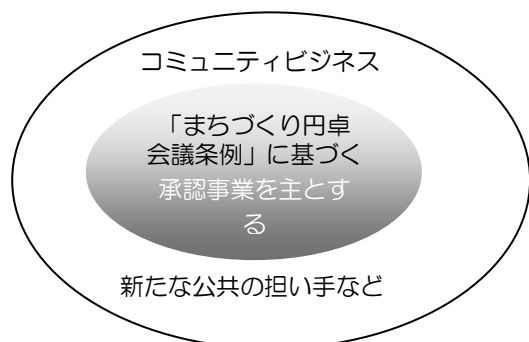 コミュニティビジネス
「まちづくり円卓
会議条例」に基づく
承認事業を主とす
る
新たな公共の担い手など